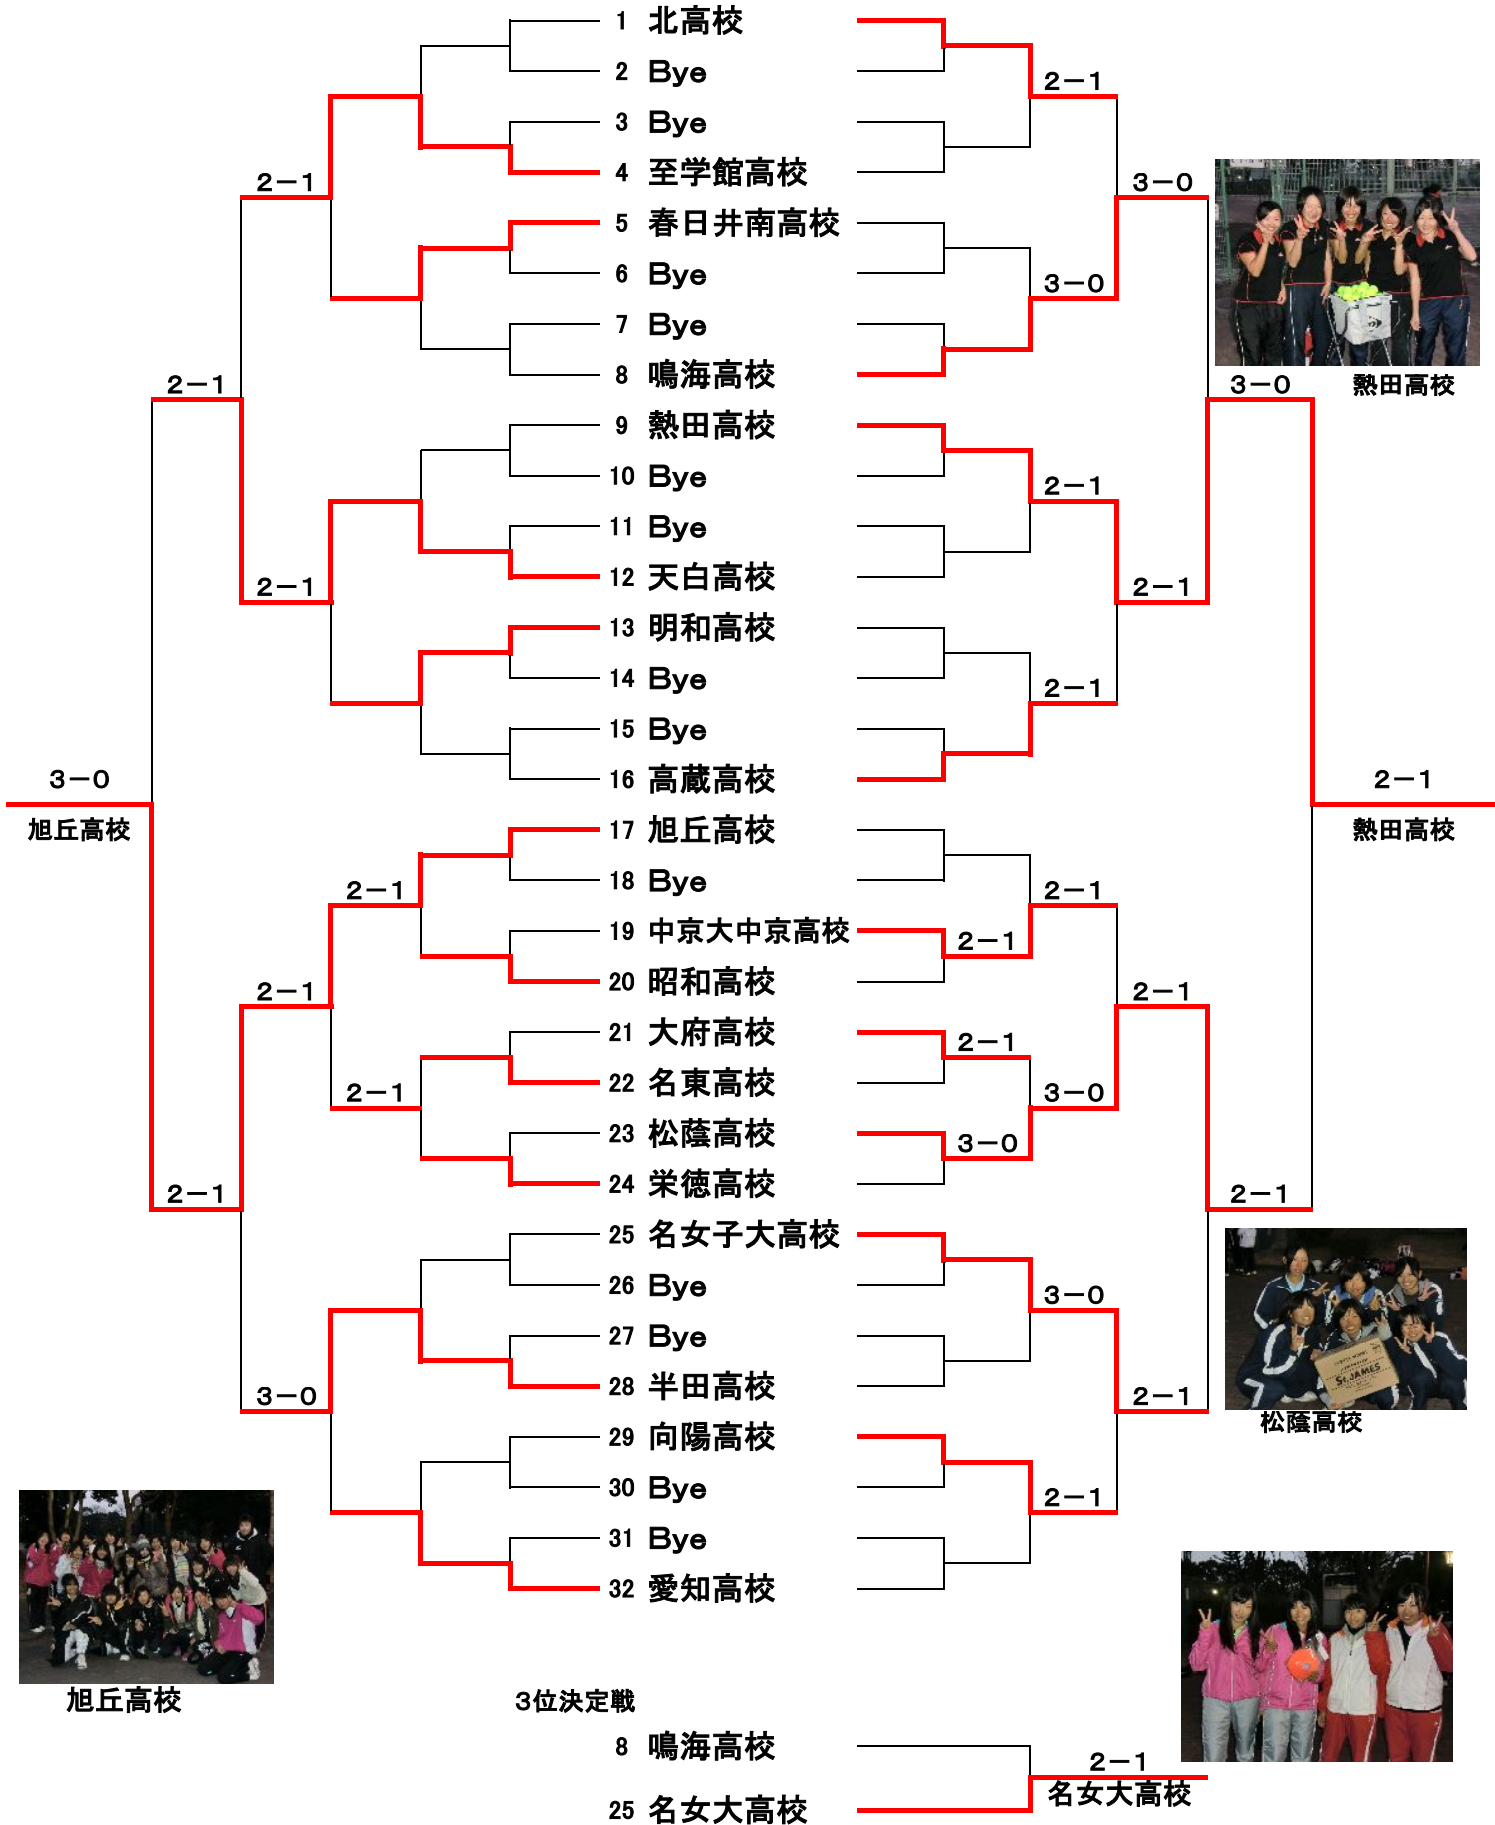 1 北高校
2 Bye
2－1
3 Bye
4 至学館高校
2－1
3－0
5 春日井南高校
6 Bye
3－0
7 Bye
8 鳴海高校
2－1
3－0
熱田高校
9 熱田高校
10 Bye
2－1
11 Bye
12 天白高校
2－1
2－1
13 明和高校
14 Bye
2－1
15 Bye
16 高蔵高校
3－0
2－1
旭丘高校
熱田高校
17 旭丘高校
18 Bye
2－1
2－1
19 中京大中京高校
2－1
20 昭和高校
2－1
2－1
21 大府高校
2－1
22 名東高校
2－1
3－0
23 松蔭高校
3－0
24 栄徳高校
2－1
2－1
25 名女子大高校
26 Bye
3－0
27 Bye
28 半田高校
3－0
2－1
St.JAMES
松蔭高校
29 向陽高校
30 Bye
2－1
31 Bye
32 愛知高校
旭丘高校
3位決定戦
8 鳴海高校
2－1
名女大高校
25 名女大高校